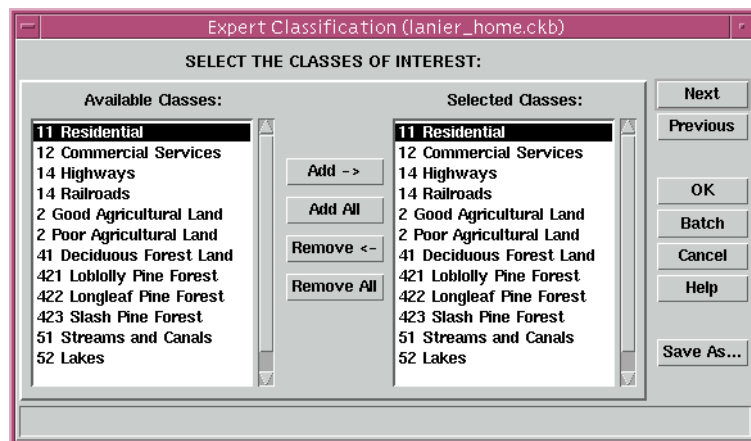 Expert Classification (lanier_home.ckb)
SELECT THE CLASSES OF INTEREST:
Available Classes:
11 Residential
12 Commercial Services
14 Highways
14 Railroads
2 Good Agricultural Land
2 Poor Agricultural Land
41 Deciduous Forest Land
421 Loblolly Pine Forest
422 Longleaf Pine Forest
423 Slash Pine Forest
51 Streams and Canals
52 Lakes
Add ->
Add All
Remove <-
Remove All
Selected Classes:
11 Residential
12 Commercial Services
14 Highways
14 Railroads
2 Good Agricultural Land
2 Poor Agricultural Land
41 Deciduous Forest Land
421 Loblolly Pine Forest
422 Longleaf Pine Forest
423 Slash Pine Forest
51 Streams and Canals
52 Lakes
Next
Previous
OK
Batch
Cancel
Help
Save As...